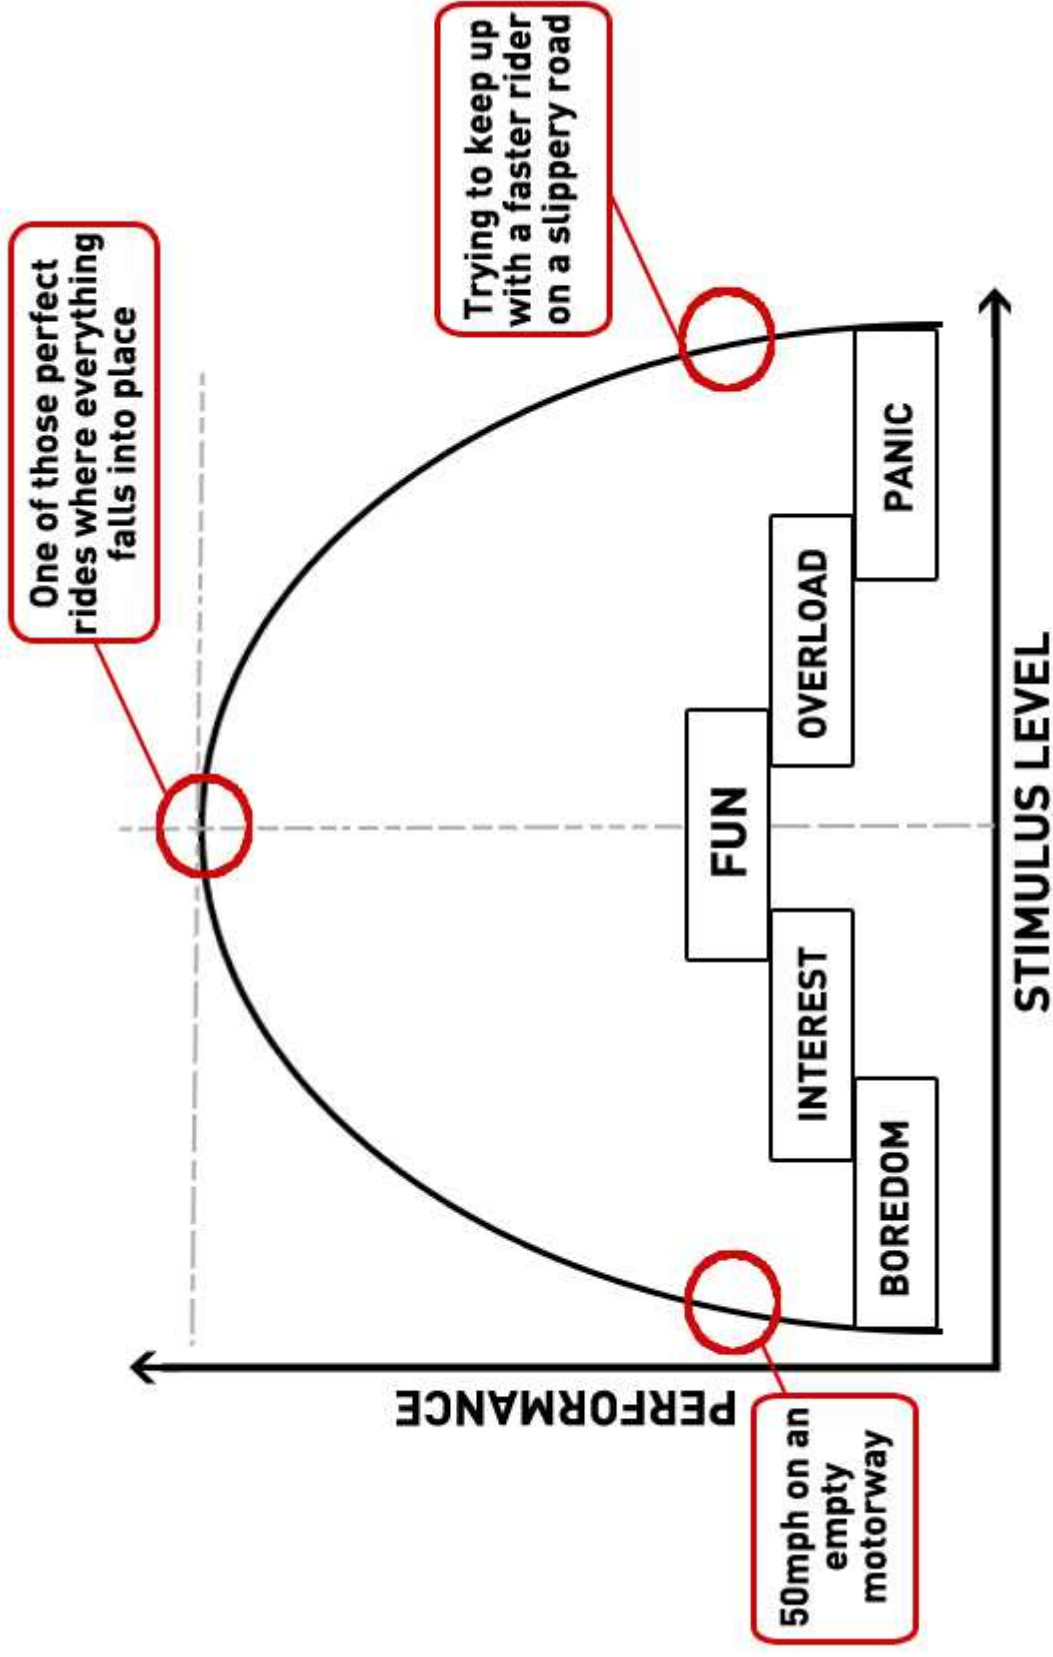 One of those perfect
rides where everything
falls into place
Trying to keep up
with a faster rider
on a slippery road
PERFORMANCE
50mph on an
empty
motorway
FUN
INTEREST
OVERLOAD
BOREDOM
PANIC
STIMULUS LEVEL